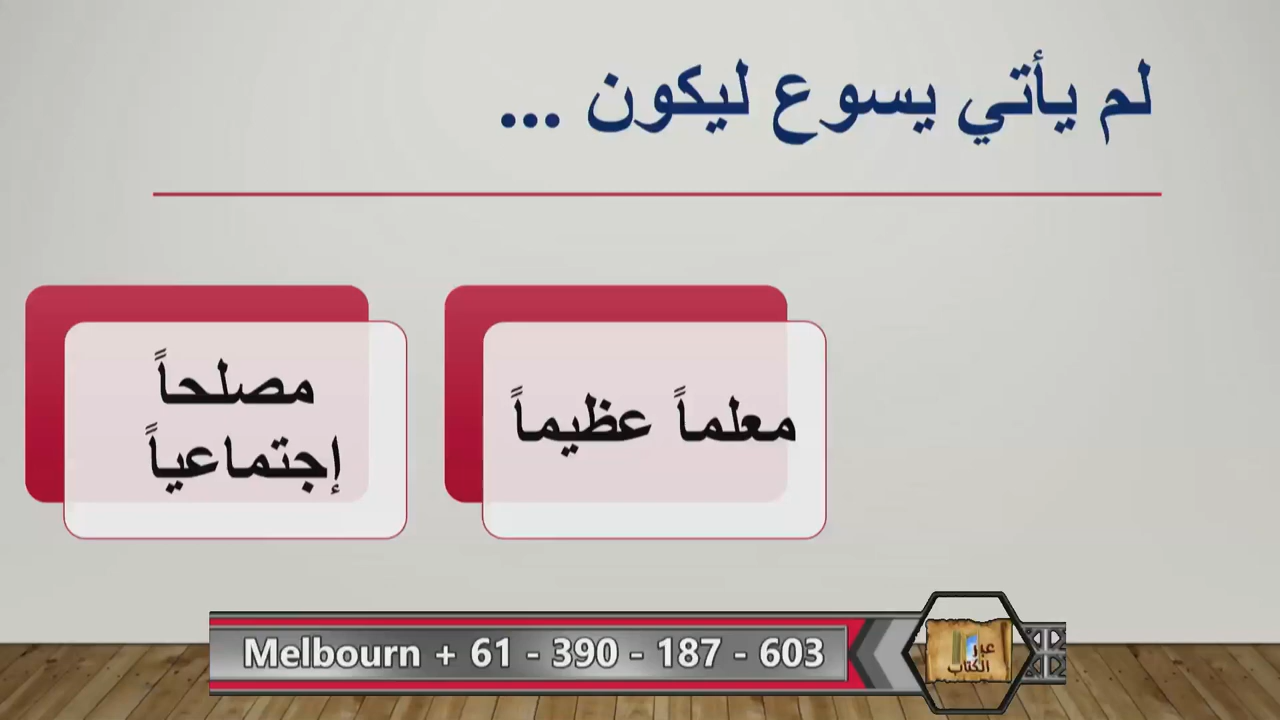 لم يأتي يسوع ليكون ...
معلماً عظيماً
مصلحاً
إجتماعياً
Melbourn + 61 - 390 - 187 - 603
عبر
الكتاب